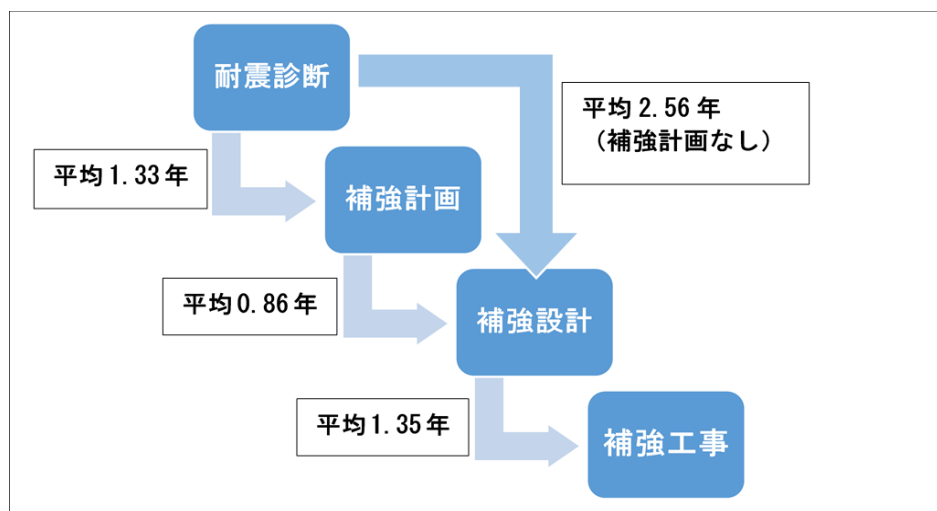 耐震診断
平均2.56年
（補強計画なし）
平均1.33年
補強計画
平均0.86年
補強設計
平均1.35年
補強工事